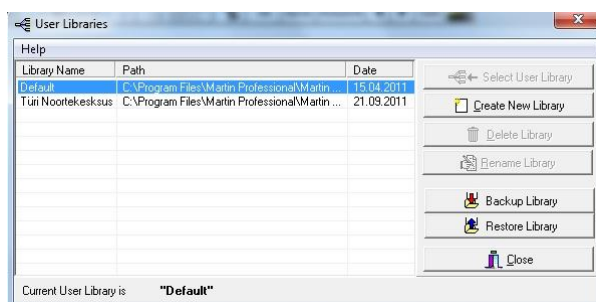 User Libraries
Help
Library Name Path Date
Default C:\Program Files\Martin Professional\Martin ... 15.04.2011
Türi Noortekesksus C:\Program Files\Martin Professional\Martin ... 21.09.2011
Select User Library
Create New Library
Delete Library
Rename Library
Backup Library
Restore Library
Close
Current User Library is "Default"